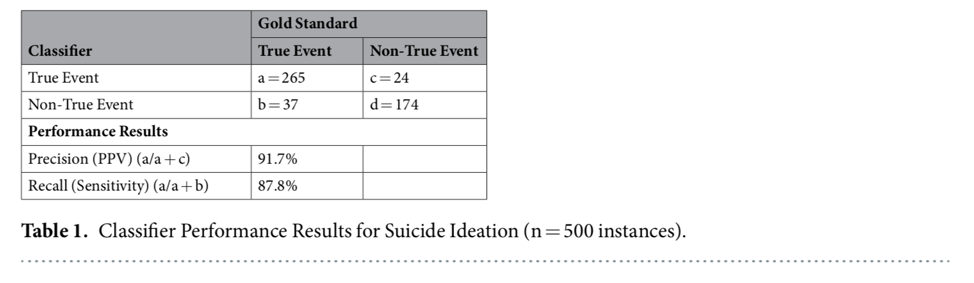 Gold Standard
Classifier True Event Non-True Event
True Event a=265 c=24
Non-True Event b=37 d=174
Performance Results
Precision (PPV) (a/a+c) 91.7%
Recall (Sensitivity) (a/a+b) 87.8%
Table 1. Classifier Performance Results for Suicide Ideation (n=500 instances).